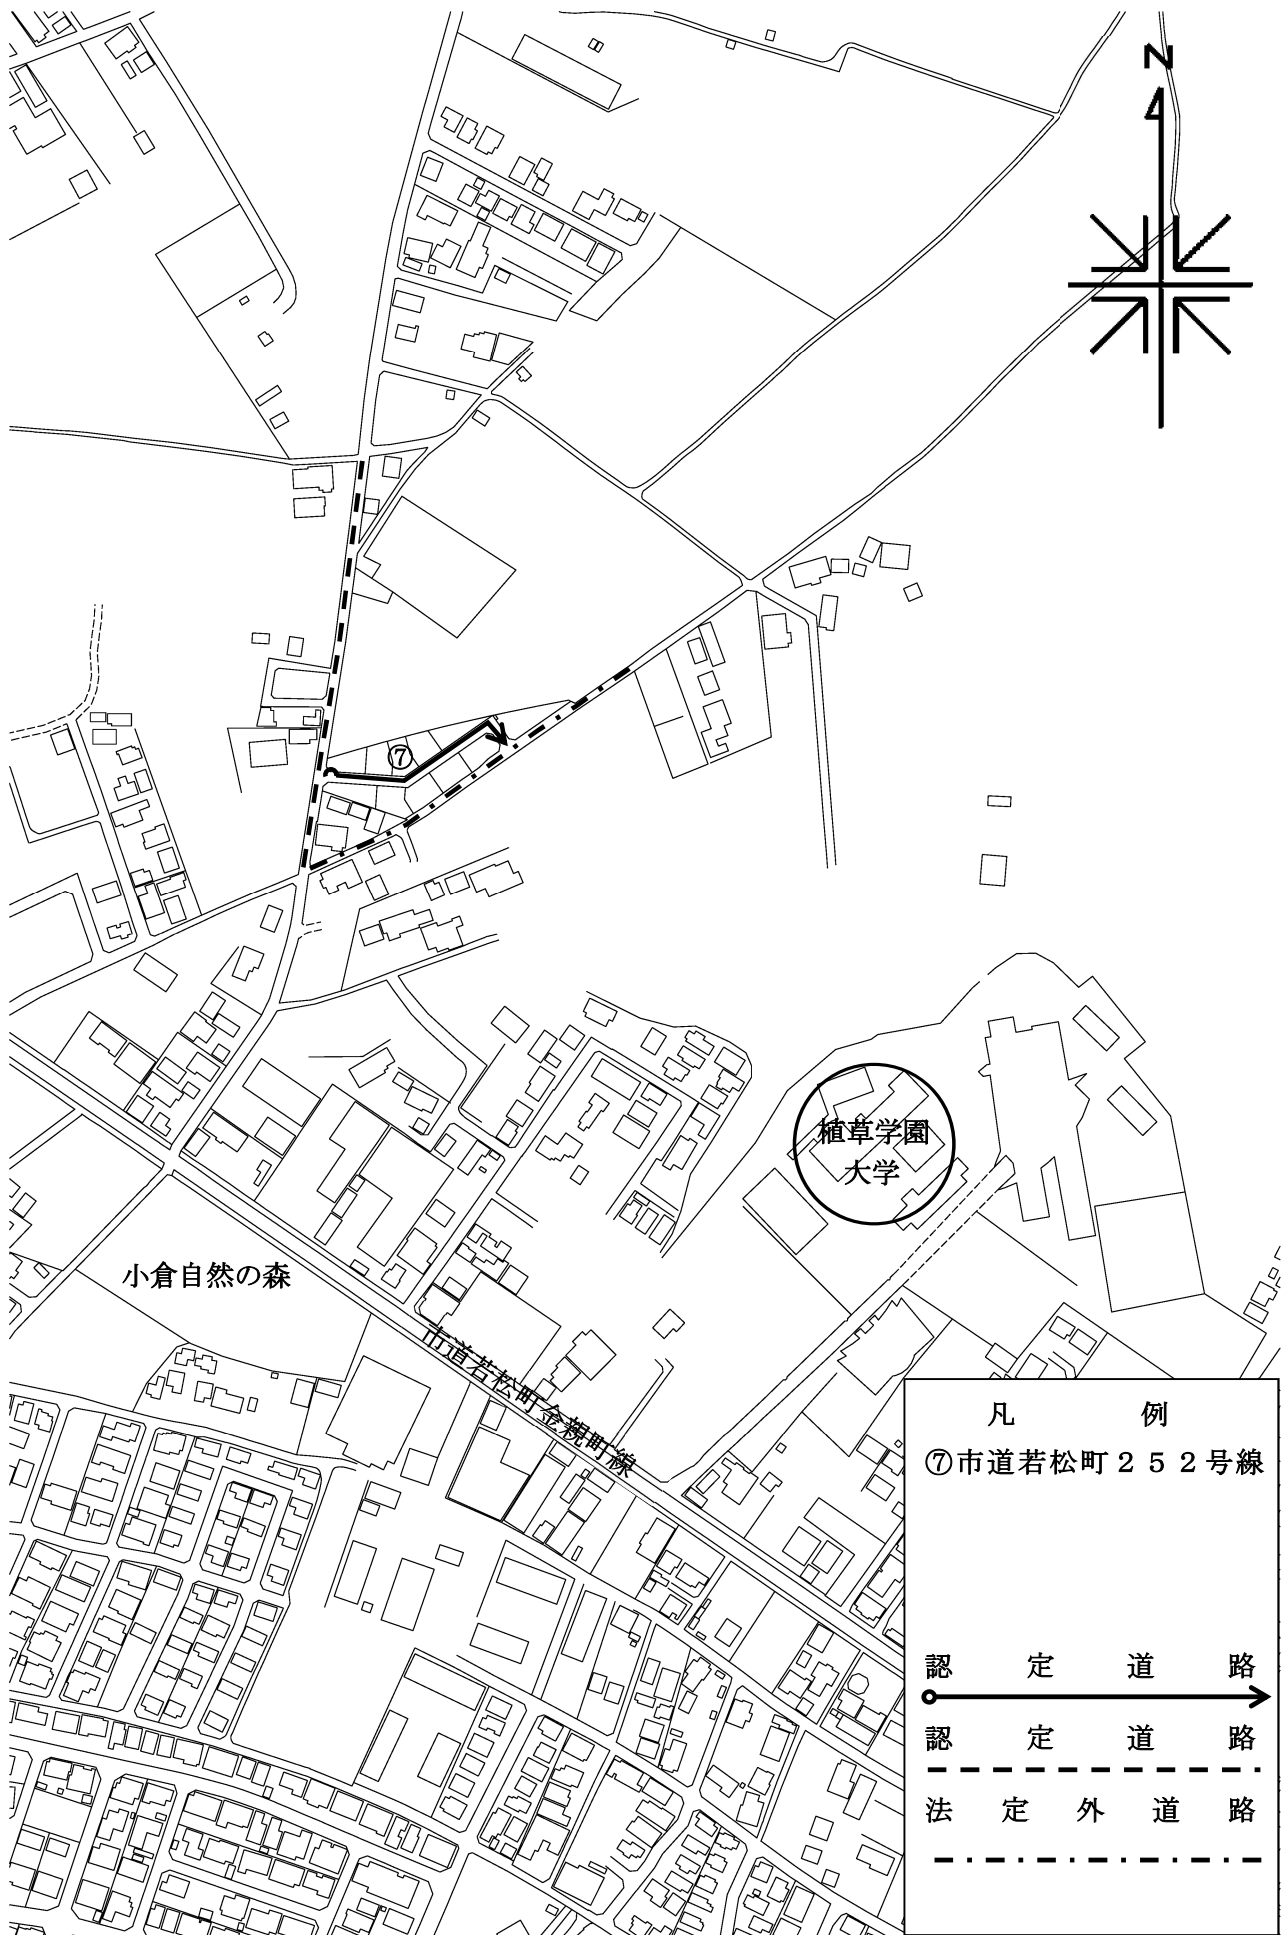 N
⑦
植草学園
大学
小倉自然の森
市道若松町金親町線
凡 例
⑦市道若松町２５２号線
認 定 道 路
認 定 道 路
法 定 外 道 路